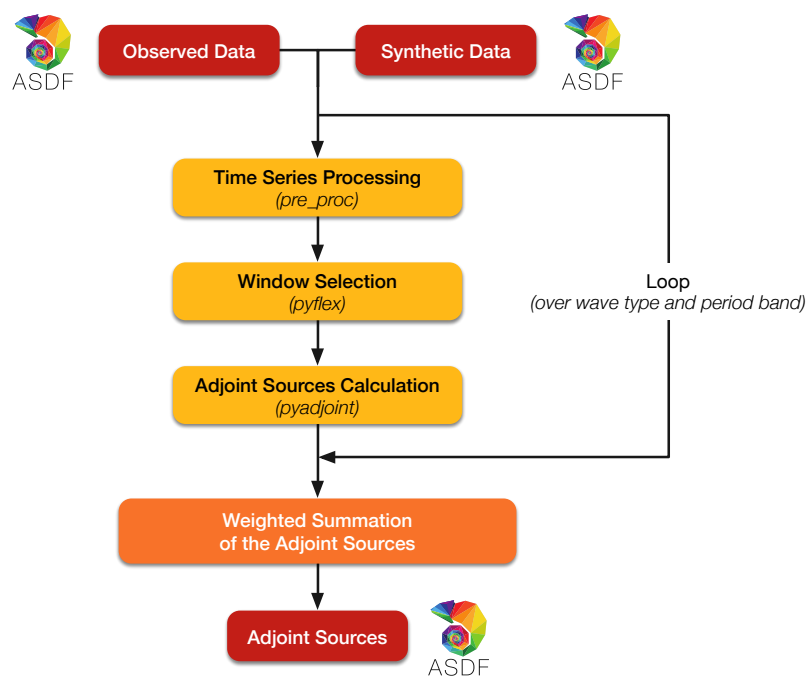 Observed Data
Synthetic Data
ASDF
ASDF
Time Series Processing
(pre_proc)
Window Selection
(pyflex)
Loop
(over wave type and period band)
Adjoint Sources Calculation
(pyadjoint)
Weighted Summation
of the Adjoint Sources
Adjoint Sources
ASDF